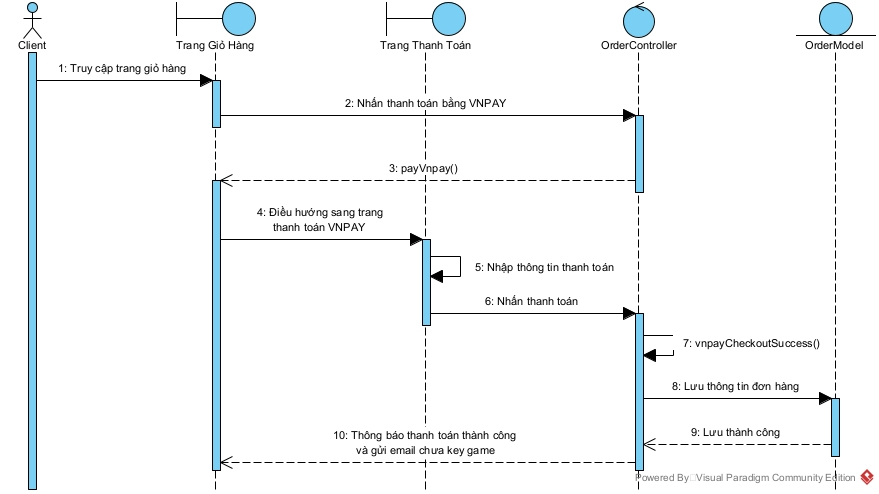 Client
Trang Giỏ Hàng
Trang Thanh Toán
OrderController
OrderModel
1: Truy cập trang giỏ hàng
2: Nhấn thanh toán bằng VNPAY
3: payVnpay()
4: Điều hướng sang trang
thanh toán VNPAY
5: Nhập thông tin thanh toán
6: Nhấn thanh toán
7: vnpayCheckoutSuccess()
8: Lưu thông tin đơn hàng
9: Lưu thành công
10: Thông báo thanh toán thành công
và gửi email chưa key game
Powered By Visual Paradigm Community Edition